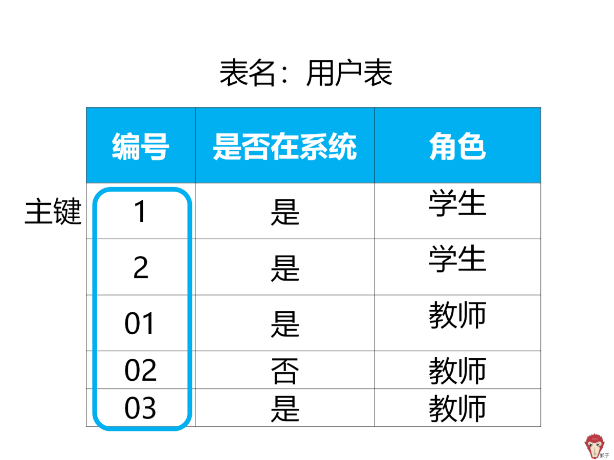 表名：用户表
编号 是否在系统 角色
主键 1 是 学生
2 是 学生
01 是 教师
02 否 教师
03 是 教师